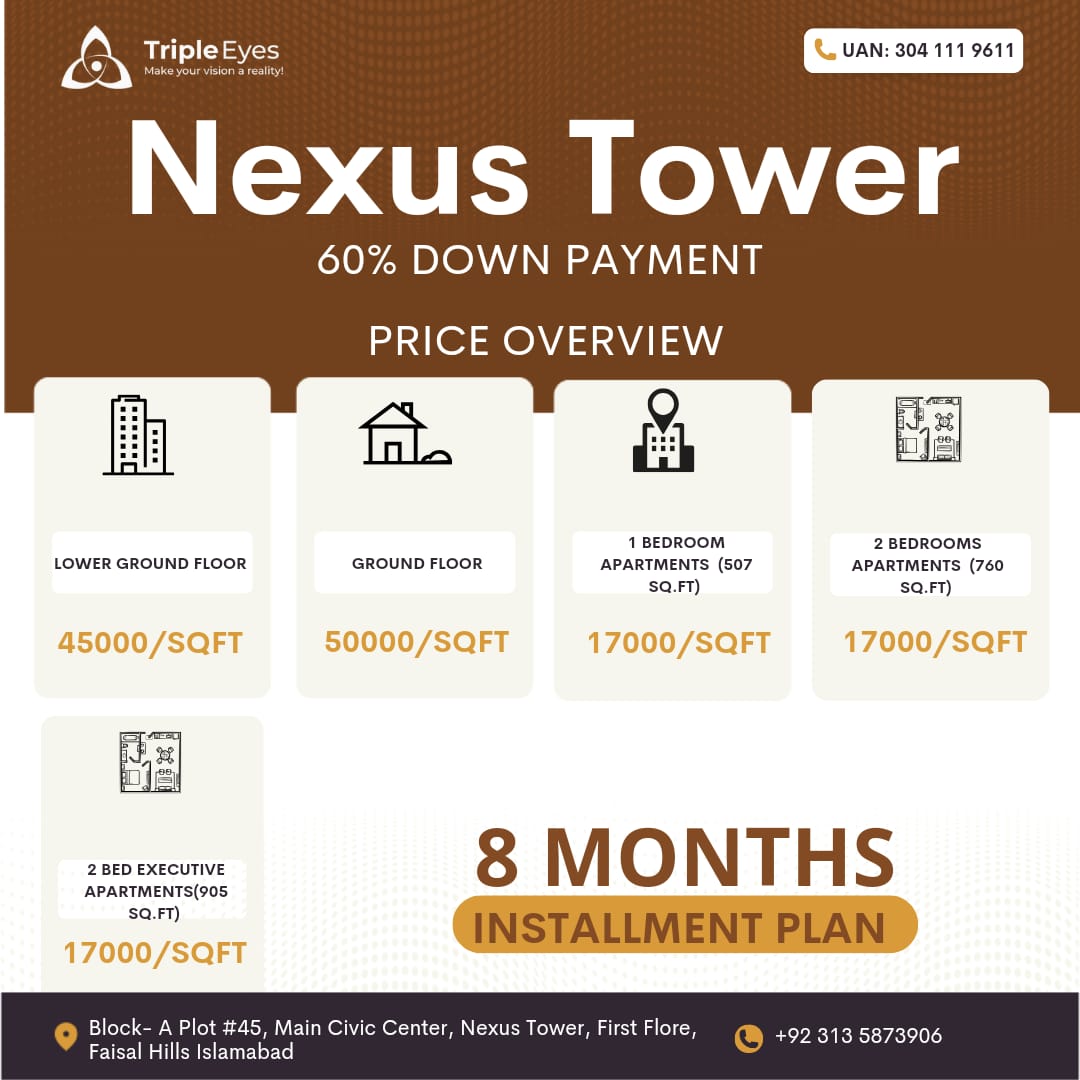 TripleEyes
Make your vision a reality!
UAN: 304 111 9611
Nexus Tower
60% DOWN PAYMENT
PRICE OVERVIEW
LOWER GROUND FLOOR
45000/SQFT
GROUND FLOOR
50000/SQFT
1 BEDROOM
APARTMENTS (507
SQ.FT)
17000/SQFT
2 BEDROOMS
APARTMENTS (760
SQ.FT)
17000/SQFT
2 BED EXECUTIVE
APARTMENTS(905
SQ.FT)
17000/SQFT
8 MONTHS
INSTALLMENT PLAN
Block- A Plot #45, Main Civic Center, Nexus Tower, First Flore,
Faisal Hills Islamabad
+92 313 5873906